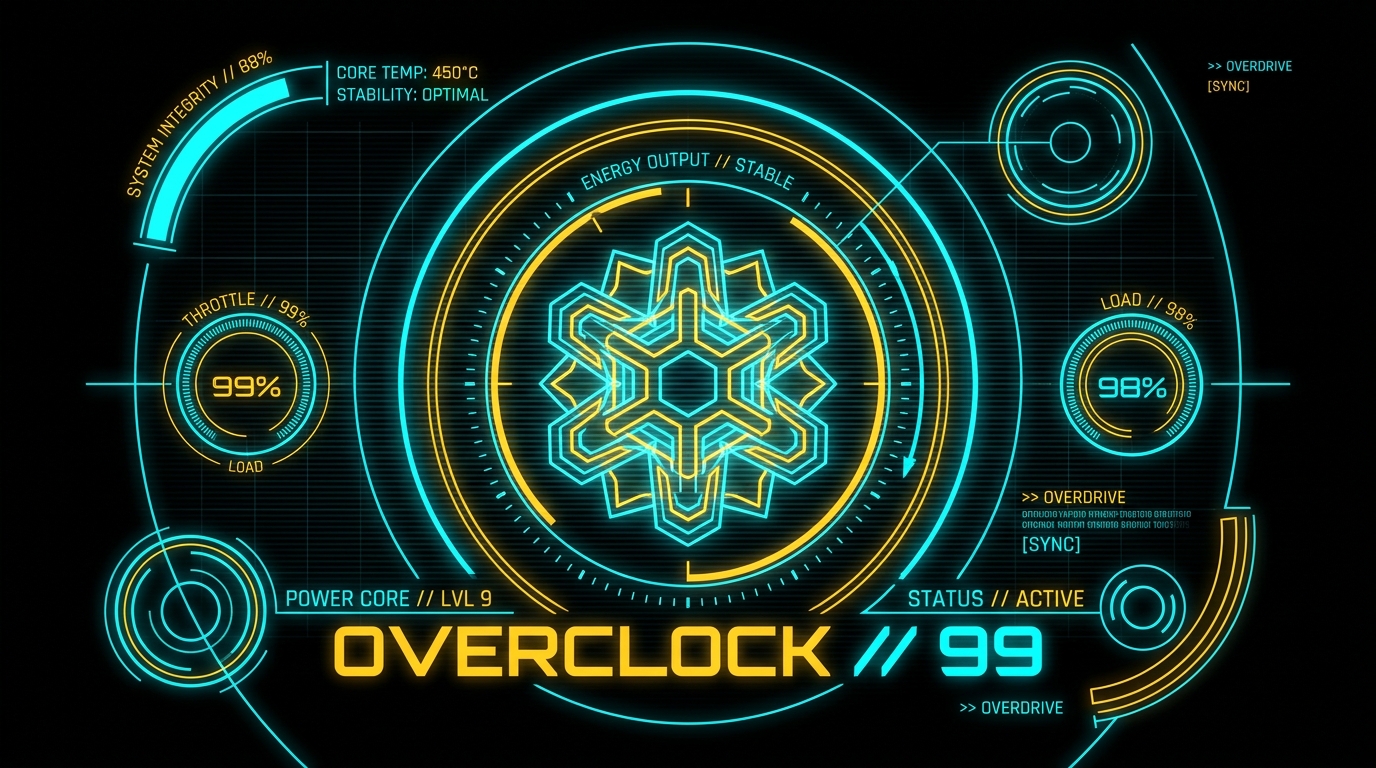 SYSTEM INTEGRITY // 88%
CORE TEMP: 450°C
STABILITY: OPTIMAL
>> OVERDRIVE
[SYNC]
ENERGY OUTPUT // STABLE
THROTTLE // 99%
99%
LOAD
LOAD // 98%
98%
>> OVERDRIVE
[SYNC]
POWER CORE // LVL 9
STATUS // ACTIVE
OVERCLOCK // 99
>> OVERDRIVE